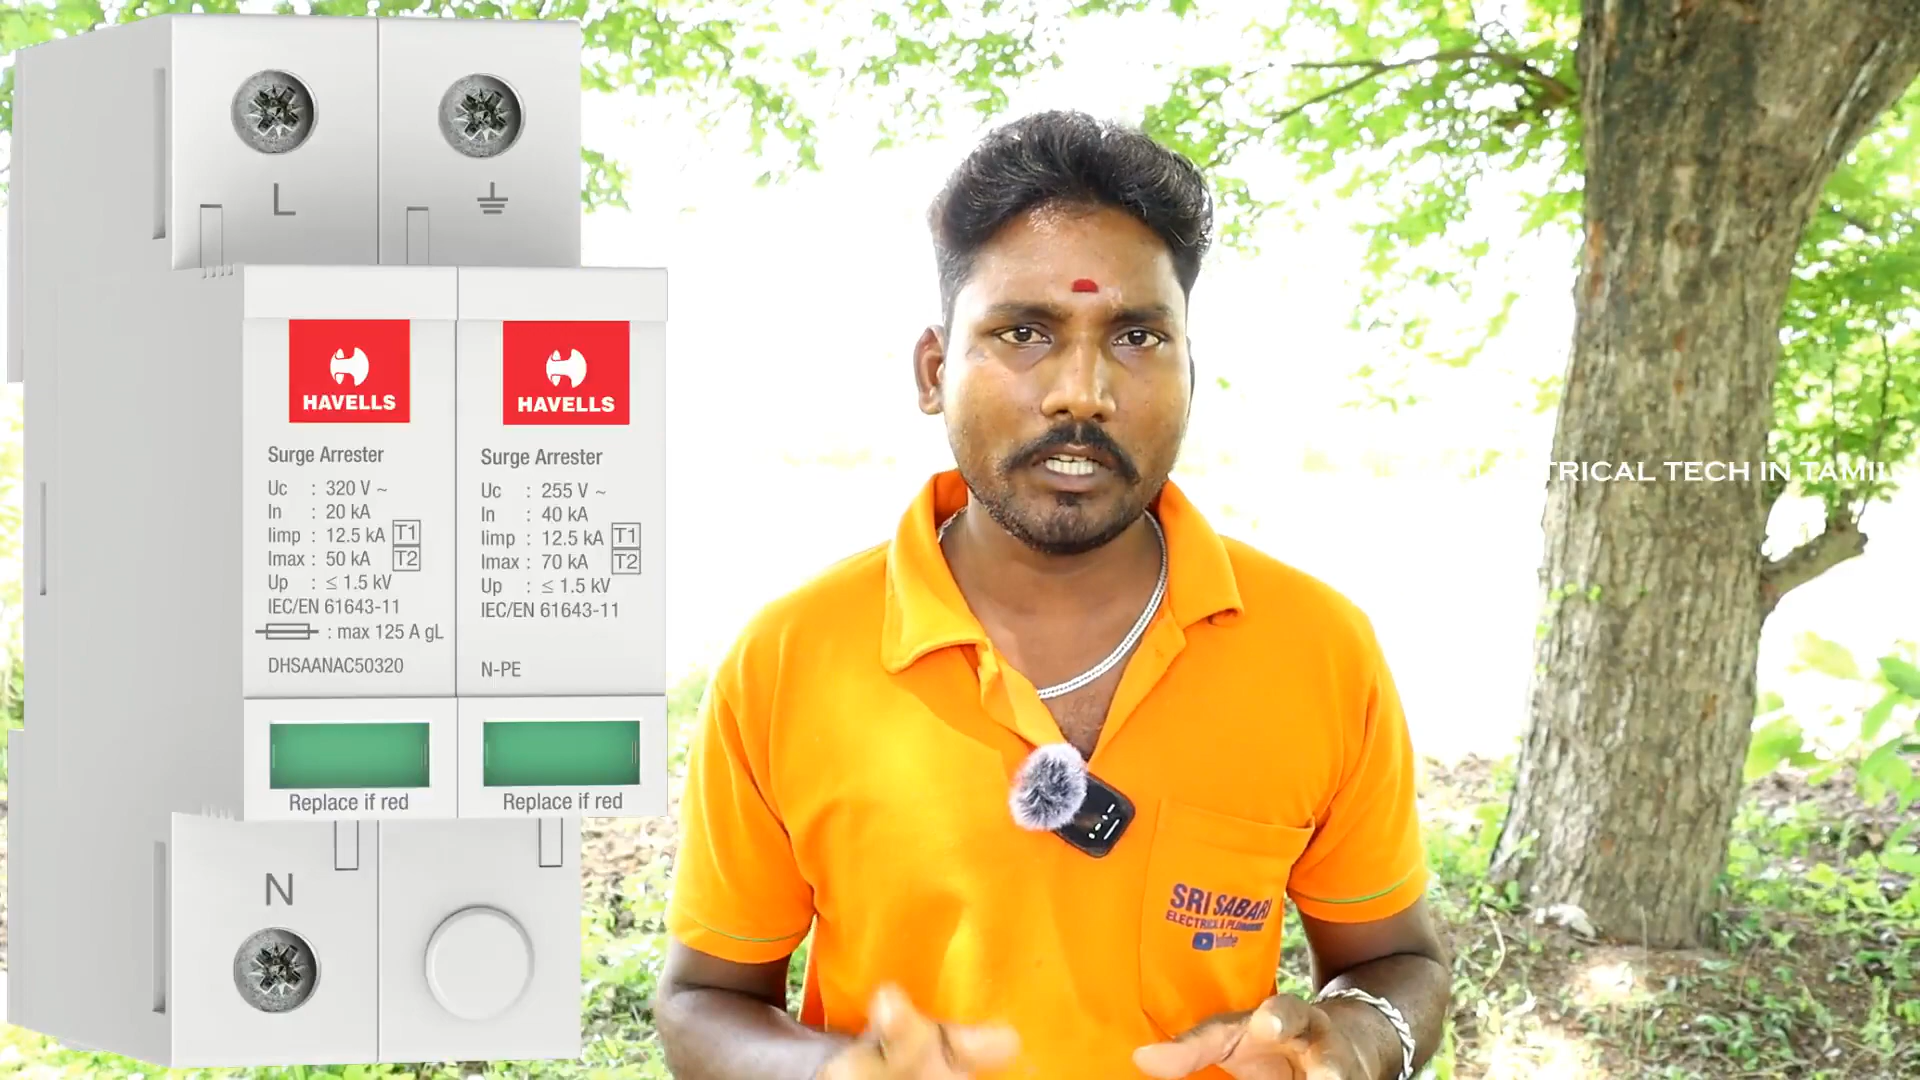 L
HAVELLS
Surge Arrester
Uc : 320 V ~
In : 20 kA
Iimp : 12.5 kA T1
Imax : 50 kA T2
Up : ≤ 1.5 kV
IEC/EN 61643-11
: max 125 A gL
DHSAANAC50320
Replace if red
N
HAVELLS
Surge Arrester
Uc : 255 V ~
In : 40 kA
Iimp : 12.5 kA T1
Imax : 70 kA T2
Up : ≤ 1.5 kV
IEC/EN 61643-11
N-PE
Replace if red
TRICAL TECH IN TAMIL
SRI SABARI